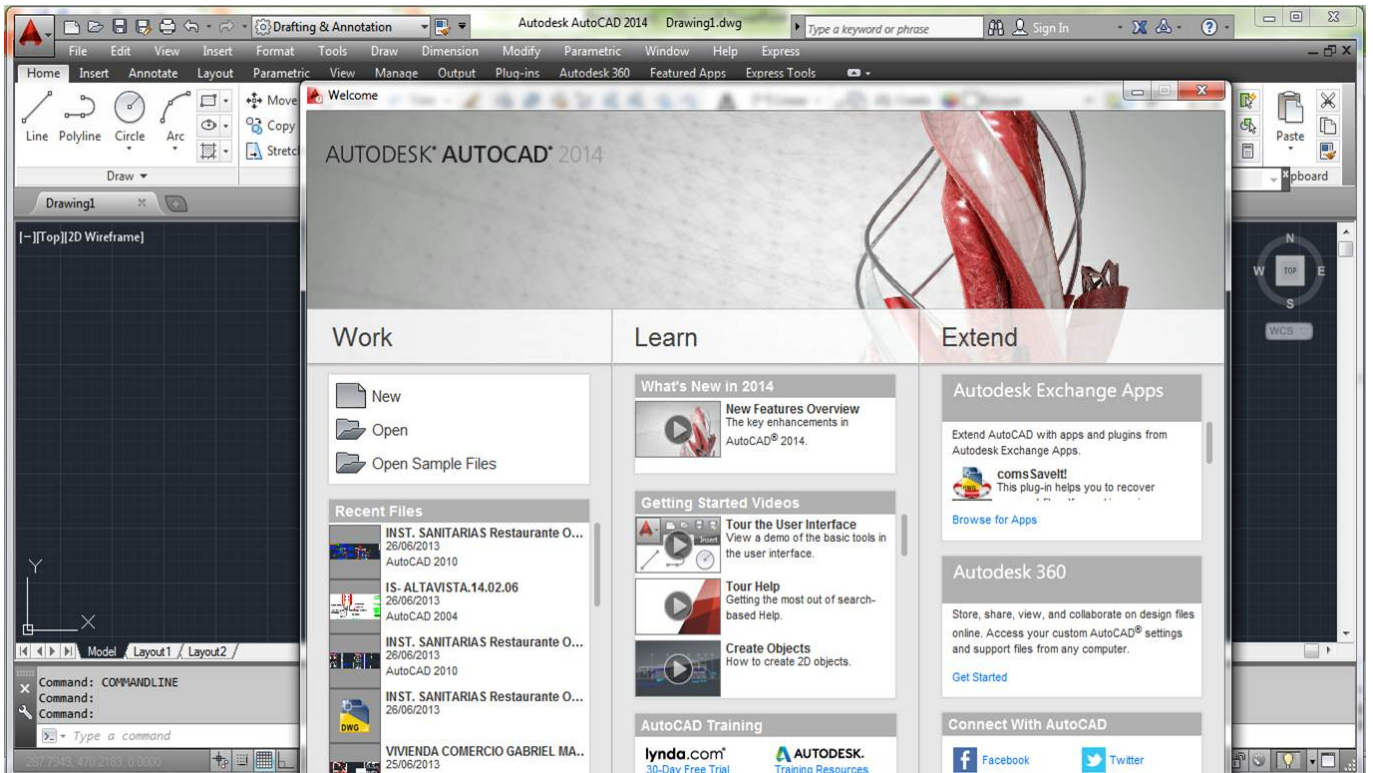 Drafting & Annotation
Autodesk AutoCAD 2014 Drawing1.dwg
Type a keyword or phrase
Sign In
File Edit View Insert Format Tools Draw Dimension Modify Parametric Window Help Express
Home Insert Annotate Layout Parametric View Manage Output Plug-ins Autodesk 360 Featured Apps Express Tools
Line Polyline Circle Arc
Move
Copy
Stretch
Paste
Draw
pboard
Drawing1
[−][Top][2D Wireframe]
N
W TOP E
S
WCS
Welcome
AUTODESK® AUTOCAD® 2014
Work
New
Open
Open Sample Files
Recent Files
INST. SANITARIAS Restaurante O...
26/06/2013
AutoCAD 2010
IS- ALTAVISTA.14.02.06
26/06/2013
AutoCAD 2004
INST. SANITARIAS Restaurante O...
26/06/2013
AutoCAD 2010
DWG
INST. SANITARIAS Restaurante O...
26/06/2013
VIVIENDA COMERCIO GABRIEL MA..
25/06/2013
Learn
What's New in 2014
New Features Overview
The key enhancements in
AutoCAD® 2014.
Getting Started Videos
Insert
Tour the User Interface
View a demo of the basic tools in
the user interface.
Tour Help
Getting the most out of search-
based Help.
Create Objects
How to create 2D objects.
AutoCAD Training
lynda.com®
30-Day Free Trial
AUTODESK.
Training Resources
Extend
Autodesk Exchange Apps
Extend AutoCAD with apps and plugins from
Autodesk Exchange Apps.
DWG
comsSaveIt!
This plug-in helps you to recover
Browse for Apps
Autodesk 360
Store, share, view, and collaborate on design files
online. Access your custom AutoCAD® settings
and support files from any computer.
Get Started
Connect With AutoCAD
Facebook
Twitter
Y
X
Model Layout1 Layout2
Command: COMMANDLINE
Command:
Command:
Type a command